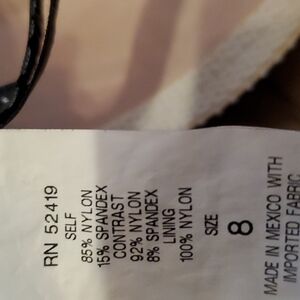 RN 52419
SELF
85% NYLON
15% SPANDEX
CONTRAST
92% NYLON
8% SPANDEX
LINING
100% NYLON
SIZE
8
MADE IN MEXICO WITH
IMPORTED FABRIC